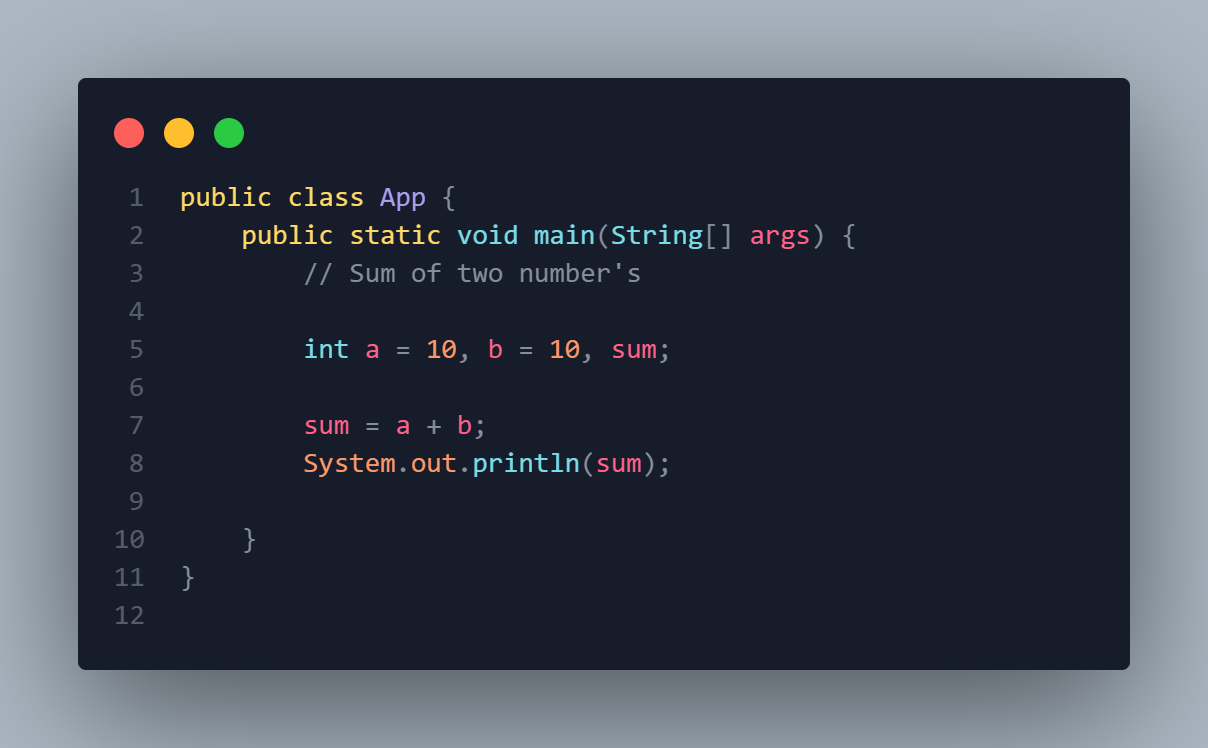 1 public class App {
2     public static void main(String[] args) {
3         // Sum of two number's
4
5         int a = 10, b = 10, sum;
6
7         sum = a + b;
8         System.out.println(sum);
9
10     }
11 }
12